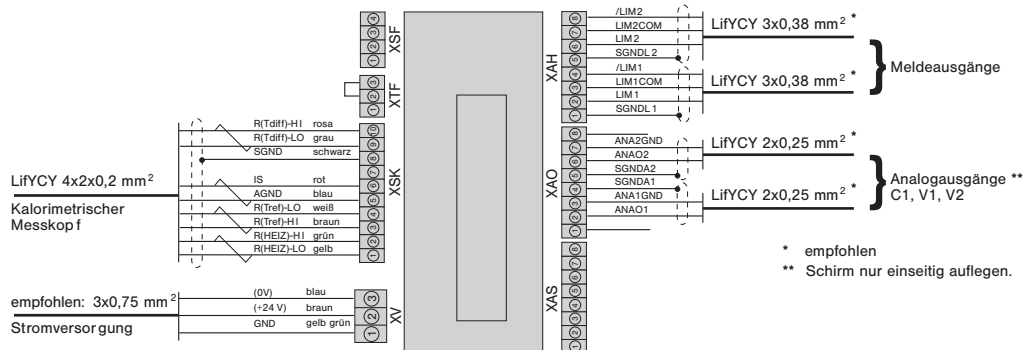 XSF
4
3
2
1
XTF
3
2
1
XSK
10
9
8
7
6
5
4
3
2
1
R(Tdiff)-HI rosa
R(Tdiff)-LO grau
SGND schwarz
IS rot
AGND blau
R(Tref)-LO weiß
R(Tref)-HI braun
R(HEIZ)-HI grün
R(HEIZ)-LO gelb
LifYCY 4x2x0,2 mm²
Kalorimetrischer
Messkopf
XV
3
2
1
(0V) blau
(+24 V) braun
GND gelb grün
empfohlen: 3x0,75 mm²
Stromversorgung
XAH
8
7
6
5
4
3
2
1
/LIM2
LIM2COM
LIM2
SGNDL2
/LIM1
LIM1COM
LIM1
SGNDL1
LifYCY 3x0,38 mm² *
LifYCY 3x0,38 mm² *
} Meldeausgänge
XAO
8
7
6
5
4
3
2
1
ANA2GND
ANAO2
SGNDA2
SGNDA1
ANA1GND
ANAO1
LifYCY 2x0,25 mm² *
LifYCY 2x0,25 mm² *
} Analogausgänge **
C1, V1, V2
XAS
8
7
6
5
4
3
2
1
* empfohlen
** Schirm nur einseitig auflegen.